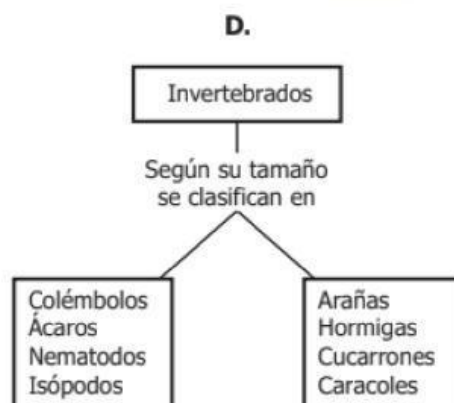 D.
Invertebrados
Según su tamaño
se clasifican en
Colémbolos
Ácaros
Nematodos
Isópodos
Arañas
Hormigas
Cucarrones
Caracoles